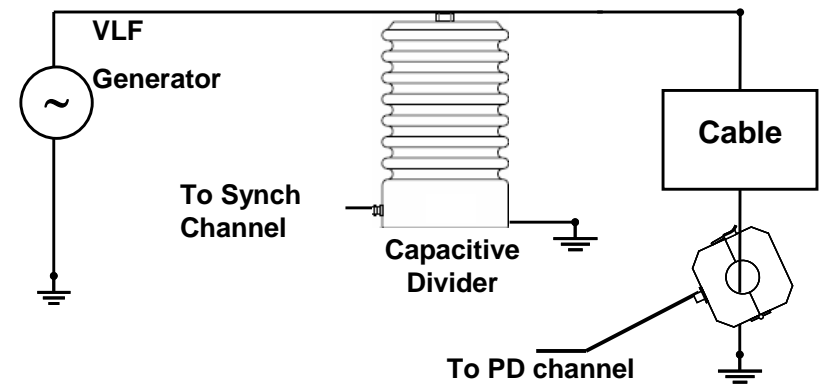 VLF
Generator
~
Cable
To Synch
Channel
Capacitive
Divider
To PD channel